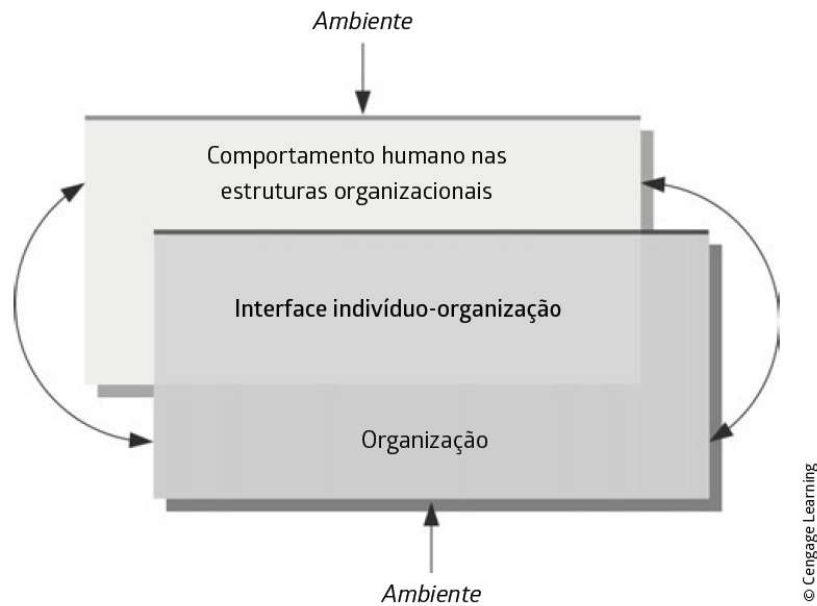 Ambiente
Comportamento humano nas
estruturas organizacionais
Interface indivíduo-organização
Organização
Ambiente
© Cengage Learning